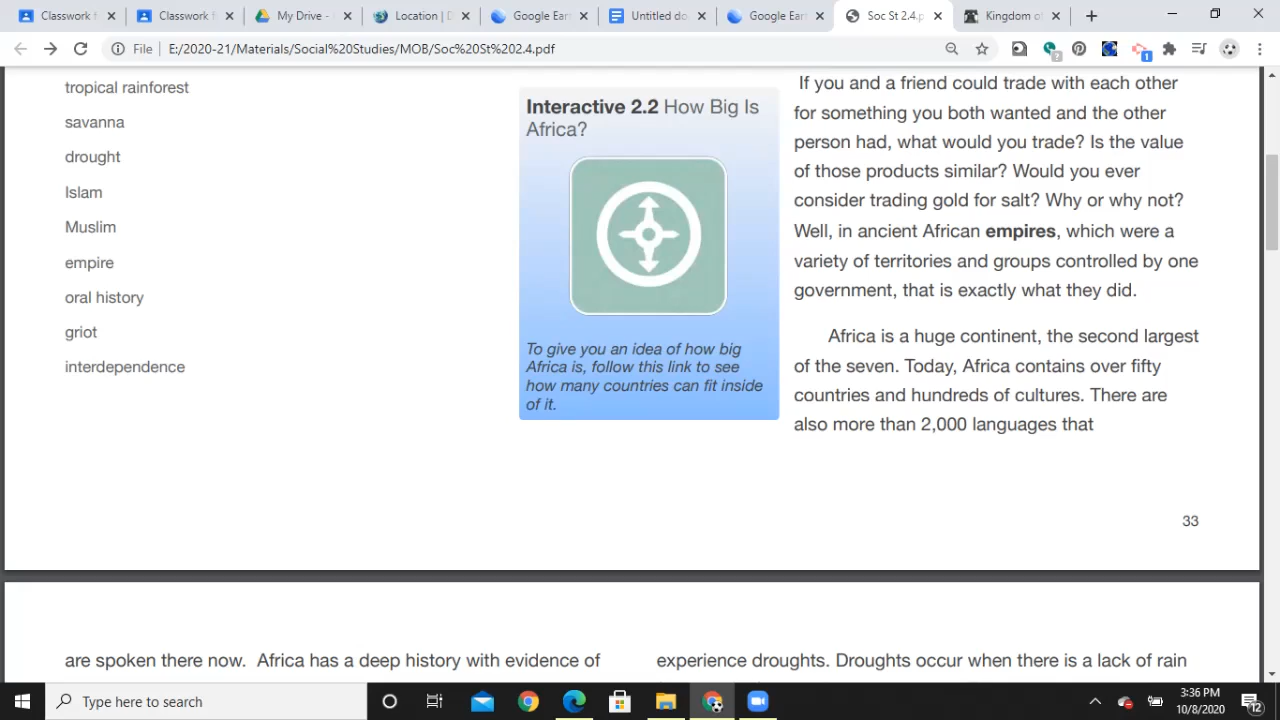 Classwork f
Classwork f
My Drive -
Location | D
Google Ear
Untitled do
Google Ear
Soc St 2.4.p
Kingdom of
File
E:/2020-21/Materials/Social%20Studies/MOB/Soc%20St%202.4.pdf
?
1
tropical rainforest
savanna
drought
Islam
Muslim
empire
oral history
griot
interdependence
Interactive 2.2 How Big Is
Africa?
To give you an idea of how big
Africa is, follow this link to see
how many countries can fit inside
of it.
If you and a friend could trade with each other
for something you both wanted and the other
person had, what would you trade? Is the value
of those products similar? Would you ever
consider trading gold for salt? Why or why not?
Well, in ancient African empires, which were a
variety of territories and groups controlled by one
government, that is exactly what they did.
Africa is a huge continent, the second largest
of the seven. Today, Africa contains over fifty
countries and hundreds of cultures. There are
also more than 2,000 languages that
33
are spoken there now. Africa has a deep history with evidence of
experience droughts. Droughts occur when there is a lack of rain
Type here to search
3:36 PM
10/8/2020
12